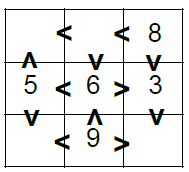 < < 8
∧ ∨ ∨
5 < 6 > 3
∨ ∧ ∨
< 9 >